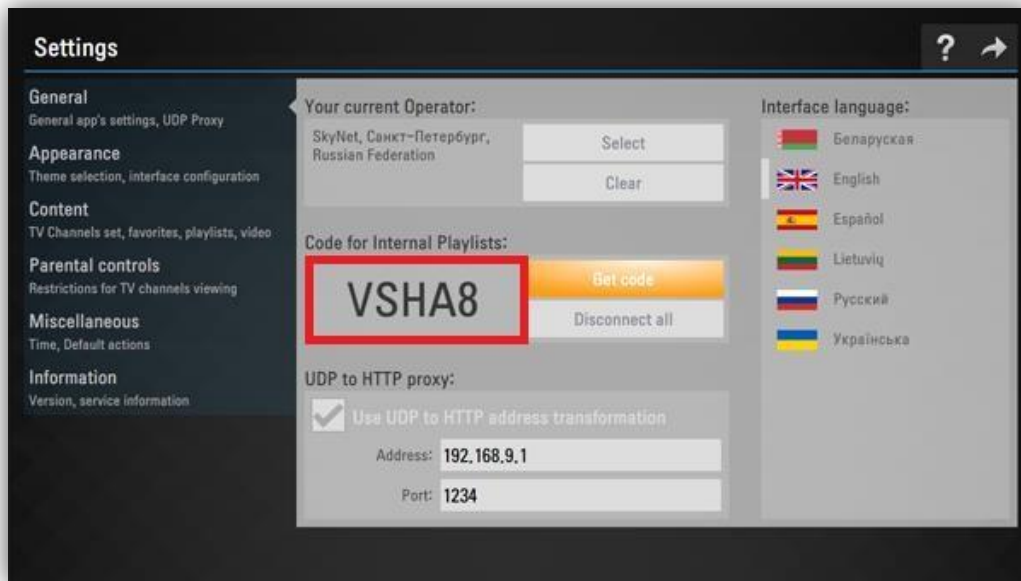 Settings
?
General
General app's settings, UDP Proxy
Appearance
Theme selection, interface configuration
Content
TV Channels set, favorites, playlists, video
Parental controls
Restrictions for TV channels viewing
Miscellaneous
Time, Default actions
Information
Version, service information
Your current Operator:
SkyNet, Санкт-Петербург,
Russian Federation
Select
Clear
Code for Internal Playlists:
VSHA8
Get code
Disconnect all
UDP to HTTP proxy:
Use UDP to HTTP address transformation
Address: 192.168.9.1
Port: 1234
Interface language:
Беларуская
English
Español
Lietuvių
Русский
Українська